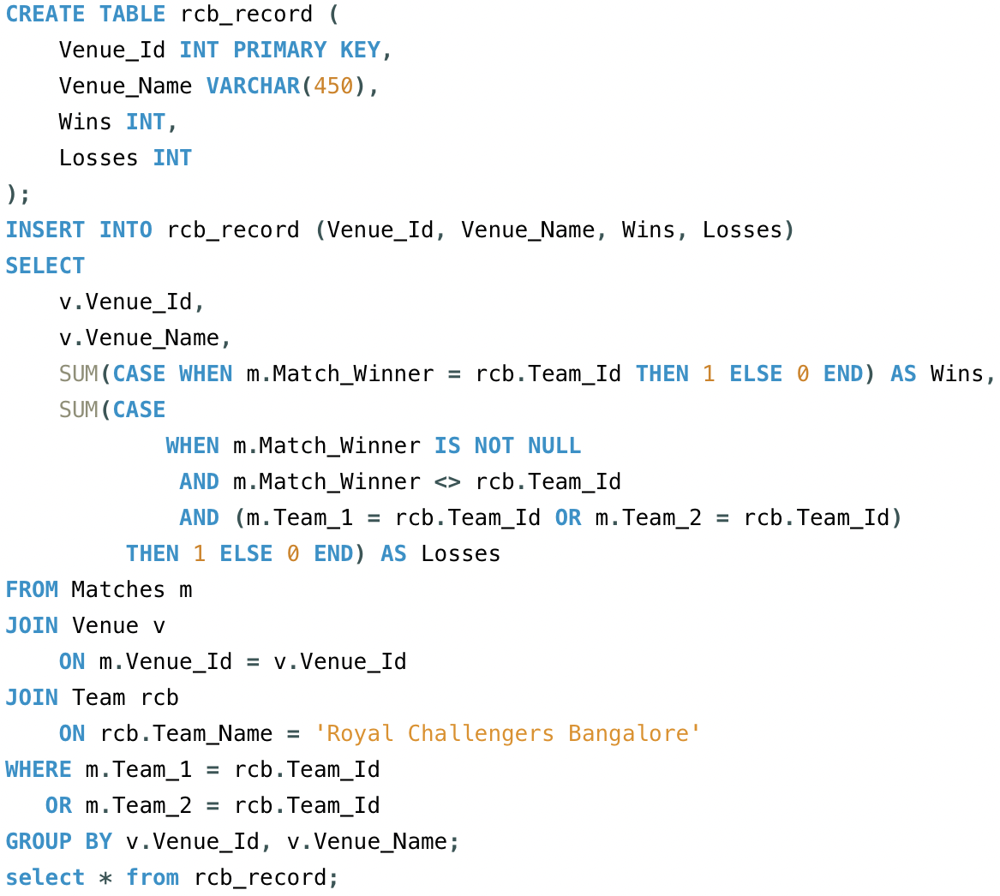 CREATE TABLE rcb_record (
    Venue_Id INT PRIMARY KEY,
    Venue_Name VARCHAR(450),
    Wins INT,
    Losses INT
);
INSERT INTO rcb_record (Venue_Id, Venue_Name, Wins, Losses)
SELECT
    v.Venue_Id,
    v.Venue_Name,
    SUM(CASE WHEN m.Match_Winner = rcb.Team_Id THEN 1 ELSE 0 END) AS Wins,
    SUM(CASE
            WHEN m.Match_Winner IS NOT NULL
             AND m.Match_Winner <> rcb.Team_Id
             AND (m.Team_1 = rcb.Team_Id OR m.Team_2 = rcb.Team_Id)
         THEN 1 ELSE 0 END) AS Losses
FROM Matches m
JOIN Venue v
    ON m.Venue_Id = v.Venue_Id
JOIN Team rcb
    ON rcb.Team_Name = 'Royal Challengers Bangalore'
WHERE m.Team_1 = rcb.Team_Id
   OR m.Team_2 = rcb.Team_Id
GROUP BY v.Venue_Id, v.Venue_Name;
select * from rcb_record;